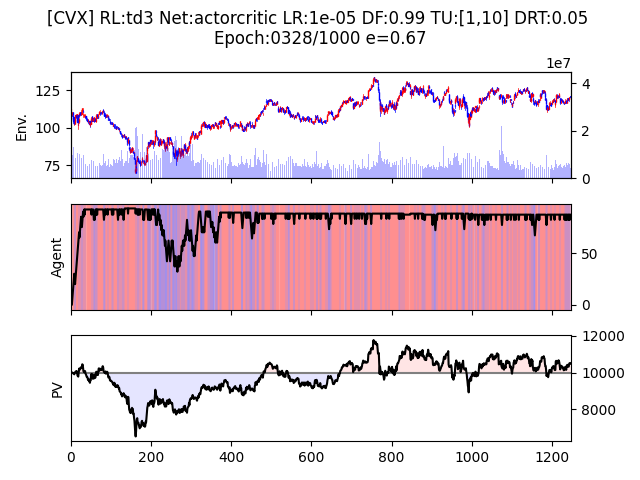 [CVX] RL:td3 Net:actorcritic LR:1e-05 DF:0.99 TU:[1,10] DRT:0.05
Epoch:0328/1000 e=0.67
1e7
125
100
75
Env.
4
2
0
Agent
50
0
PV
12000
10000
8000
0 200 400 600 800 1000 1200